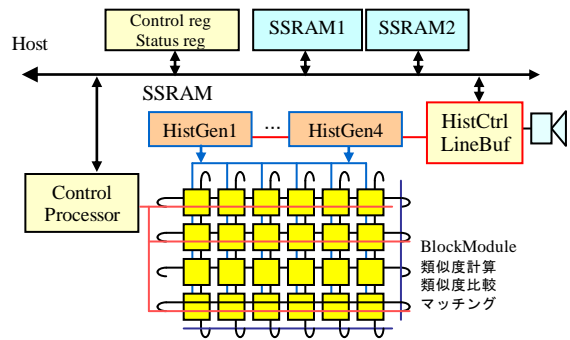 Control reg
Status reg
SSRAM1
SSRAM2
Host
SSRAM
HistGen1
...
HistGen4
HistCtrl
LineBuf
Control
Processor
BlockModule
類似度計算
類似度比較
マッチング